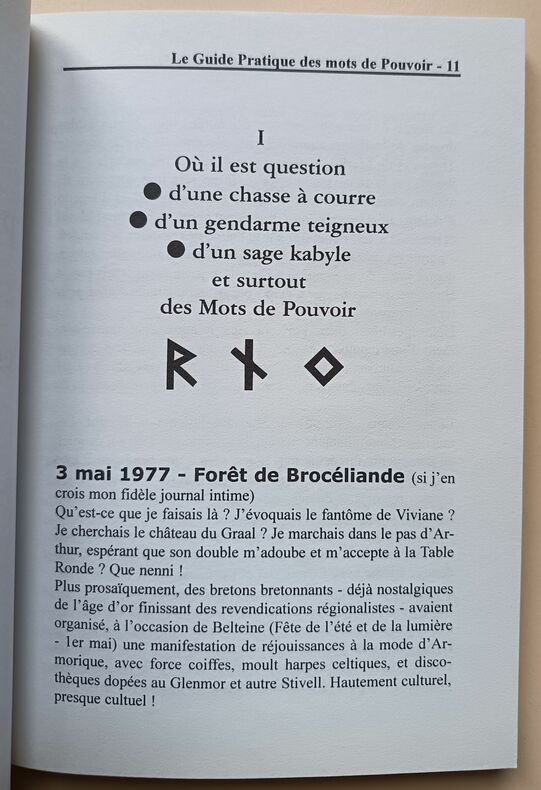 Le Guide Pratique des mots de Pouvoir - 11
I
Où il est question
● d'une chasse à courre
● d'un gendarme teigneux
● d'un sage kabyle
et surtout
des Mots de Pouvoir
ᚱ ᚾ ᛜ
3 mai 1977 - Forêt de Brocéliande (si j'en
crois mon fidèle journal intime)
Qu'est-ce que je faisais là ? J'évoquais le fantôme de Viviane ?
Je cherchais le château du Graal ? Je marchais dans le pas d'Ar-
thur, espérant que son double m'adoube et m'accepte à la Table
Ronde ? Que nenni !
Plus prosaïquement, des bretons bretonnants - déjà nostalgiques
de l'âge d'or finissant des revendications régionalistes - avaient
organisé, à l'occasion de Belteine (Fête de l'été et de la lumière
- 1er mai) une manifestation de réjouissances à la mode d'Ar-
morique, avec force coiffes, moult harpes celtiques, et disco-
thèques dopées au Glenmor et autre Stivell. Hautement culturel,
presque cultuel !